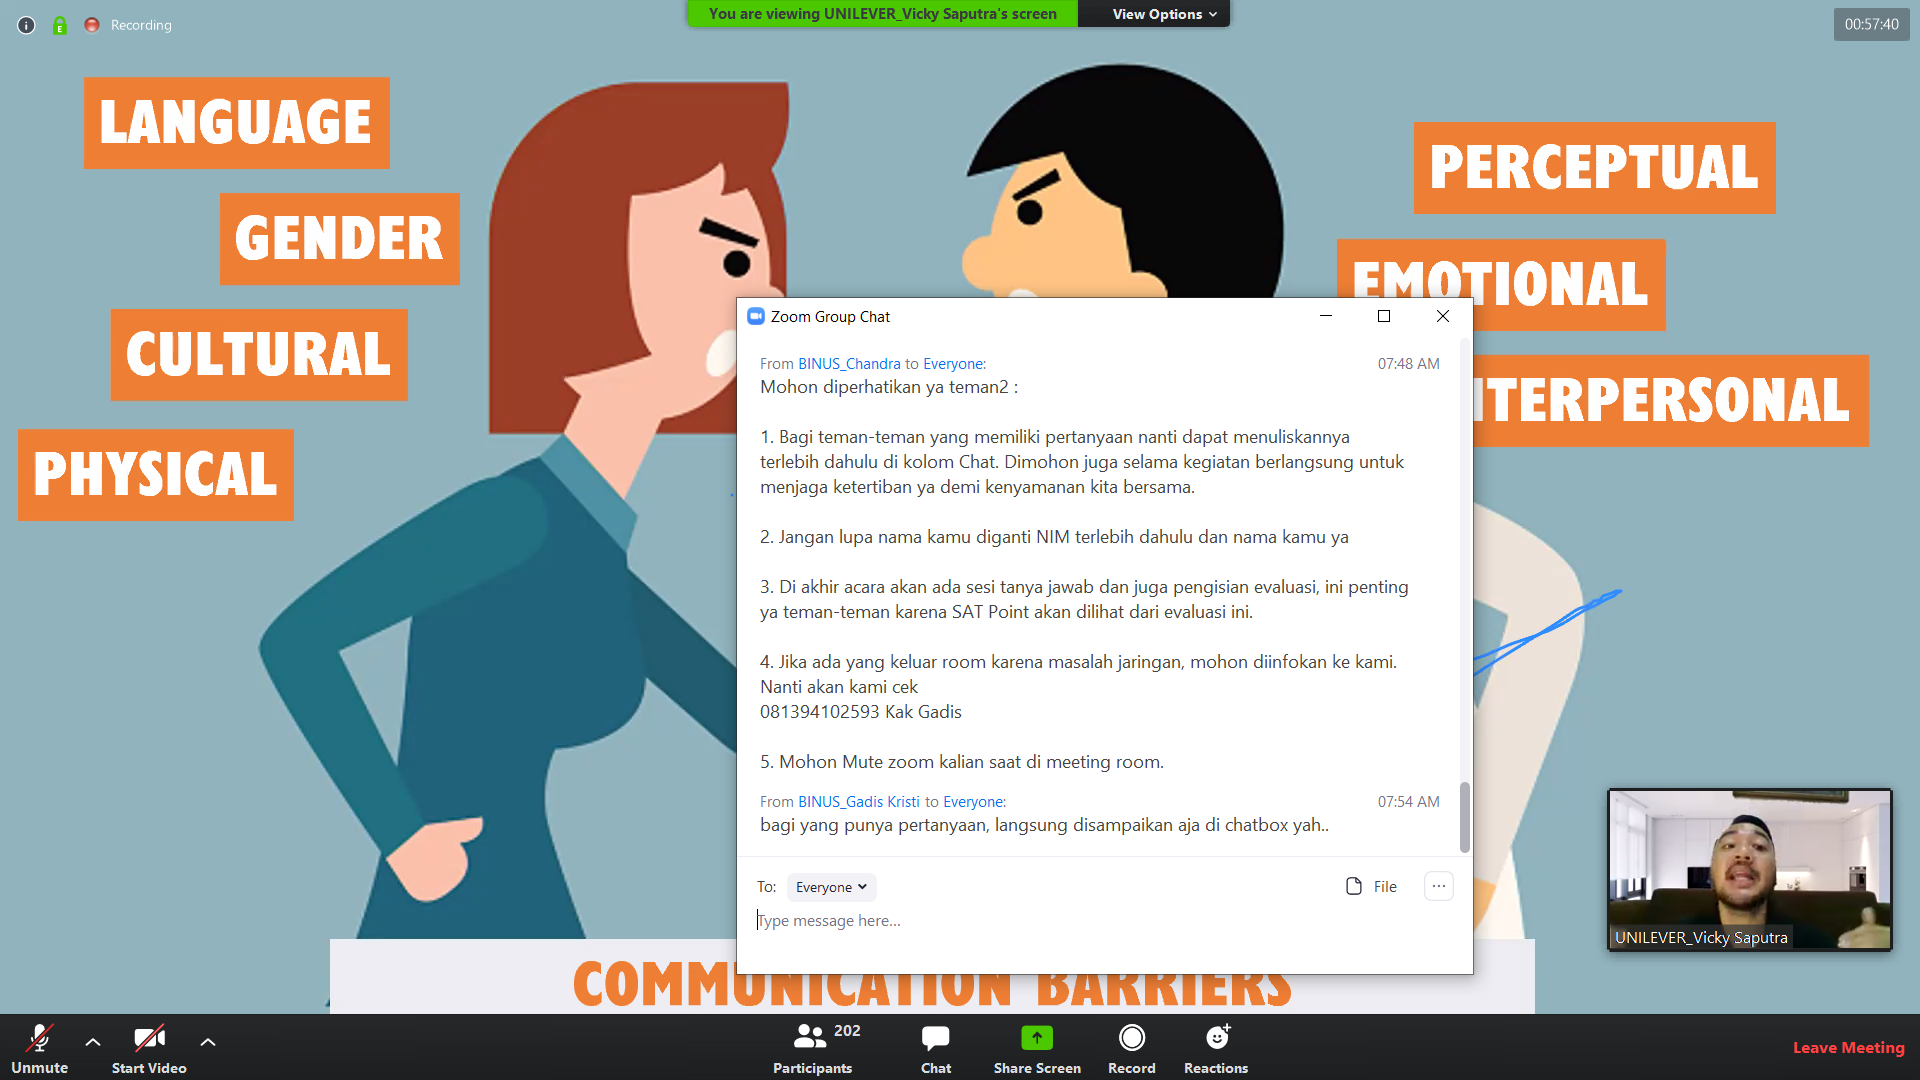 Recording
You are viewing UNILEVER_Vicky Saputra's screen
View Options
00:57:40
LANGUAGE
GENDER
CULTURAL
PHYSICAL
PERCEPTUAL
EMOTIONAL
NTERPERSONAL
Zoom Group Chat
From BINUS_Chandra to Everyone:
07:48 AM
Mohon diperhatikan ya teman2 :
1. Bagi teman-teman yang memiliki pertanyaan nanti dapat menuliskannya
terlebih dahulu di kolom Chat. Dimohon juga selama kegiatan berlangsung untuk
menjaga ketertiban ya demi kenyamanan kita bersama.
2. Jangan lupa nama kamu diganti NIM terlebih dahulu dan nama kamu ya
3. Di akhir acara akan ada sesi tanya jawab dan juga pengisian evaluasi, ini penting
ya teman-teman karena SAT Point akan dilihat dari evaluasi ini.
4. Jika ada yang keluar room karena masalah jaringan, mohon diinfokan ke kami.
Nanti akan kami cek
081394102593 Kak Gadis
5. Mohon Mute zoom kalian saat di meeting room.
From BINUS_Gadis Kristi to Everyone:
07:54 AM
bagi yang punya pertanyaan, langsung disampaikan aja di chatbox yah..
To: Everyone
File
Type message here...
UNILEVER_Vicky Saputra
COMMUNICATION BARRIERS
Unmute
Start Video
202
Participants
Chat
Share Screen
Record
Reactions
Leave Meeting